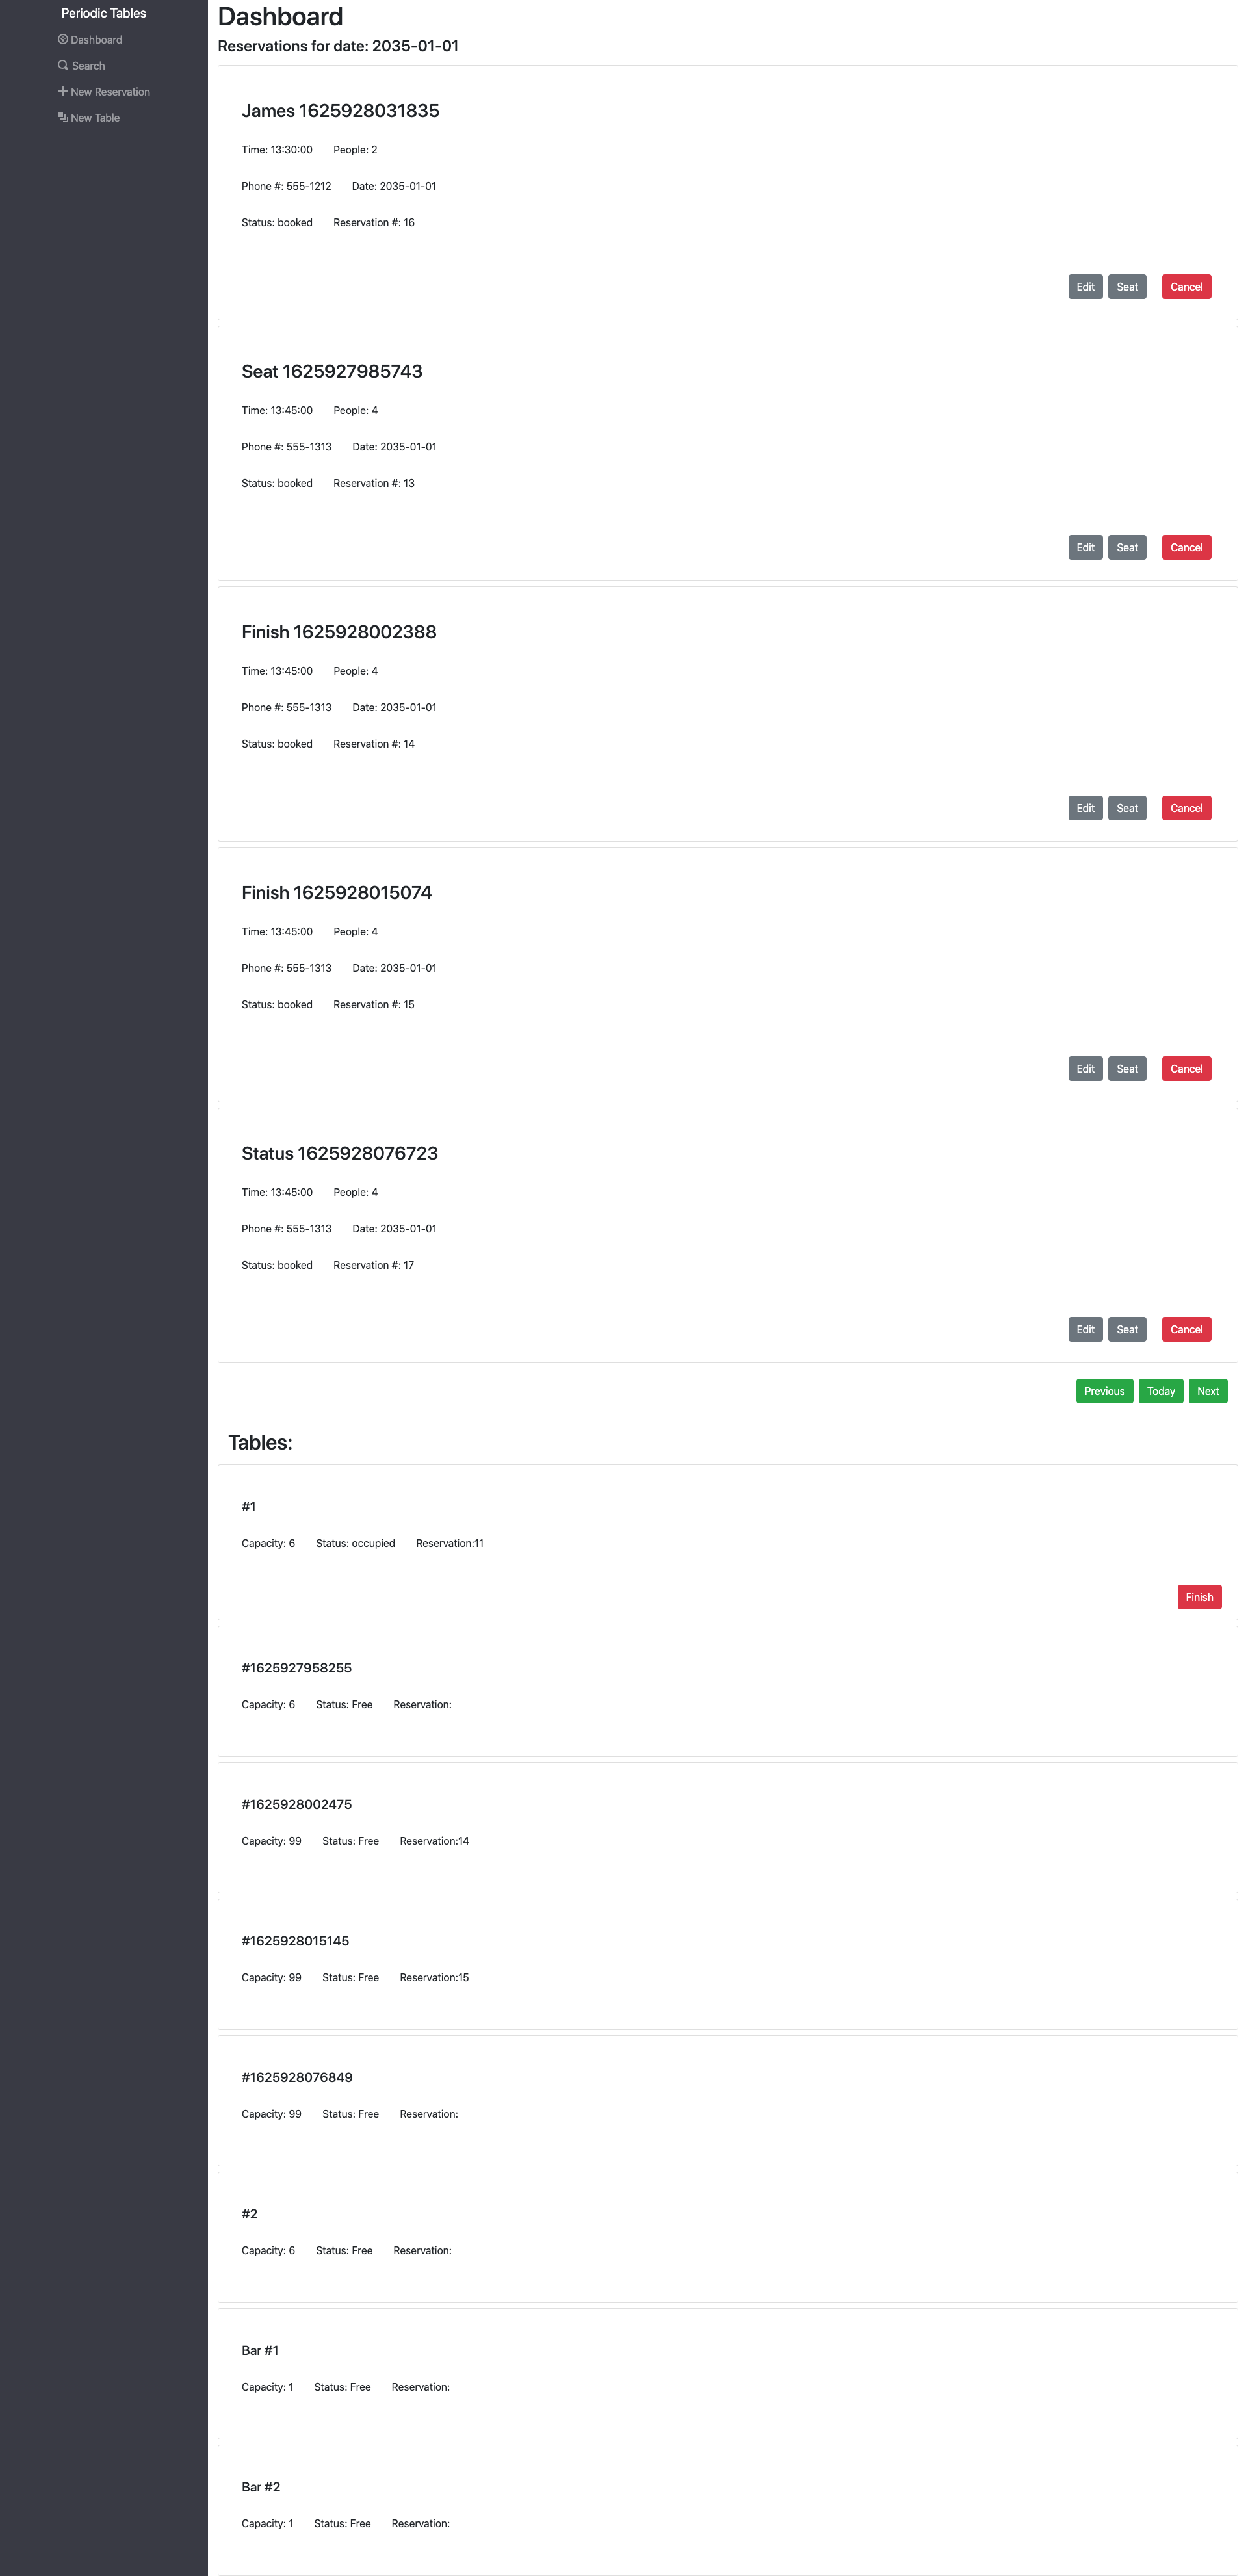 Periodic Tables
Dashboard
Search
New Reservation
New Table
Dashboard
Reservations for date: 2035-01-01
James 1625928031835
Time: 13:30:00 People: 2
Phone #: 555-1212 Date: 2035-01-01
Status: booked Reservation #: 16
Edit Seat Cancel
Seat 1625927985743
Time: 13:45:00 People: 4
Phone #: 555-1313 Date: 2035-01-01
Status: booked Reservation #: 13
Edit Seat Cancel
Finish 1625928002388
Time: 13:45:00 People: 4
Phone #: 555-1313 Date: 2035-01-01
Status: booked Reservation #: 14
Edit Seat Cancel
Finish 1625928015074
Time: 13:45:00 People: 4
Phone #: 555-1313 Date: 2035-01-01
Status: booked Reservation #: 15
Edit Seat Cancel
Status 1625928076723
Time: 13:45:00 People: 4
Phone #: 555-1313 Date: 2035-01-01
Status: booked Reservation #: 17
Edit Seat Cancel
Previous Today Next
Tables:
#1
Capacity: 6 Status: occupied Reservation:11
Finish
#1625927958255
Capacity: 6 Status: Free Reservation:
#1625928002475
Capacity: 99 Status: Free Reservation:14
#1625928015145
Capacity: 99 Status: Free Reservation:15
#1625928076849
Capacity: 99 Status: Free Reservation:
#2
Capacity: 6 Status: Free Reservation:
Bar #1
Capacity: 1 Status: Free Reservation:
Bar #2
Capacity: 1 Status: Free Reservation: